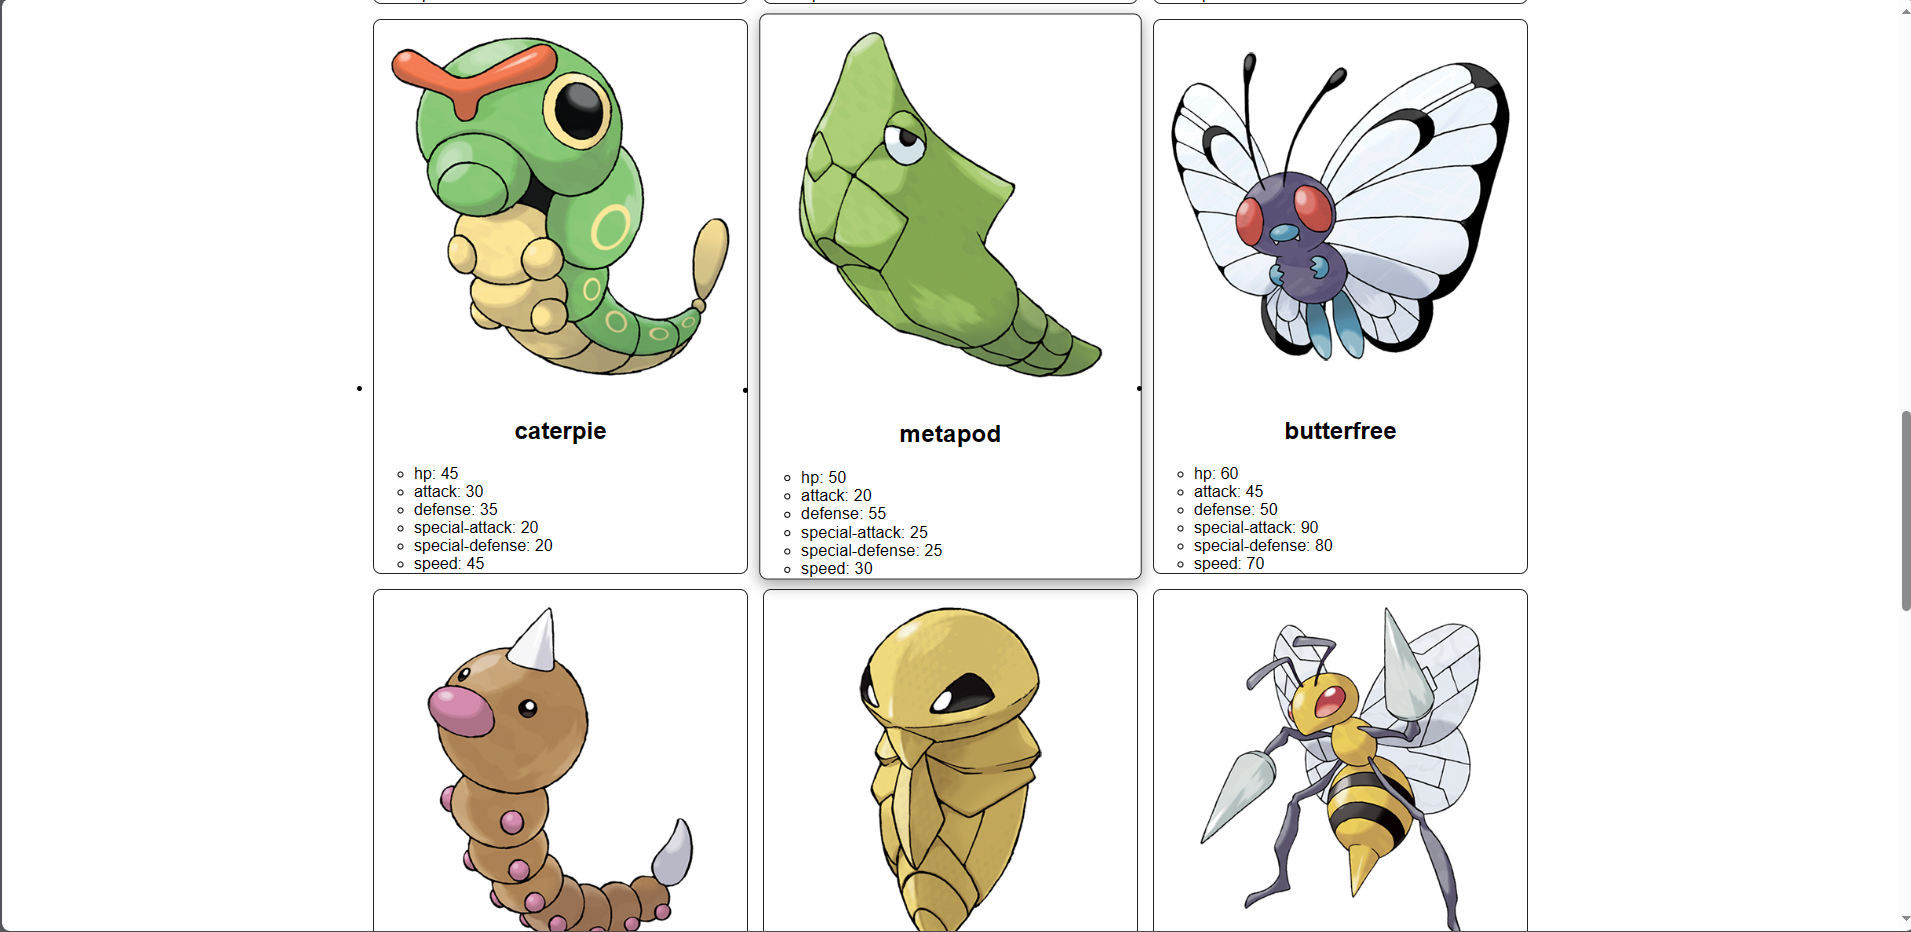 caterpie
hp: 45
attack: 30
defense: 35
special-attack: 20
special-defense: 20
speed: 45
metapod
hp: 50
attack: 20
defense: 55
special-attack: 25
special-defense: 25
speed: 30
butterfree
hp: 60
attack: 45
defense: 50
special-attack: 90
special-defense: 80
speed: 70